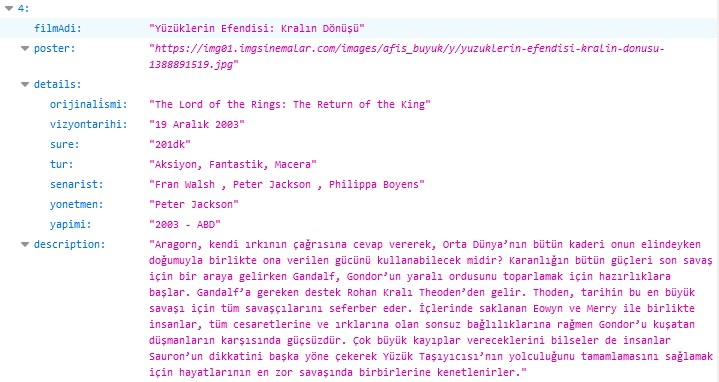 4:
filmAdi: "Yüzüklerin Efendisi: Kralın Dönüşü"
poster: "https://img01.imgsinemalar.com/images/afis_buyuk/y/yuzuklerin-efendisi-kralin-donusu-
1388891519.jpg"
details:
orijinalİsmi: "The Lord of the Rings: The Return of the King"
vizyontarihi: "19 Aralık 2003"
sure: "201dk"
tur: "Aksiyon, Fantastik, Macera"
senarist: "Fran Walsh , Peter Jackson , Philippa Boyens"
yonetmen: "Peter Jackson"
yapimi: "2003 - ABD"
description: "Aragorn, kendi ırkının çağrısına cevap vererek, Orta Dünya’nın bütün kaderi onun elindeyken
doğumuyla birlikte ona verilen gücünü kullanabilecek midir? Karanlığın bütün güçleri son savaş
için bir araya gelirken Gandalf, Gondor’un yaralı ordusunu toparlamak için hazırlıklara
başlar. Gandalf’a gereken destek Rohan Kralı Theoden’den gelir. Thoden, tarihin bu en büyük
savaşı için tüm savaşçılarını seferber eder. İçlerinde saklanan Eowyn ve Merry ile birlikte
insanlar, tüm cesaretlerine ve ırklarına olan sonsuz bağlılıklarına rağmen Gondor’u kuşatan
düşmanların karşısında güçsüzdür. Çok büyük kayıplar vereceklerini bilseler de insanlar
Sauron’un dikkatini başka yöne çekerek Yüzük Taşıyıcısı’nın yolculuğunu tamamlamasını sağlamak
için hayatlarının en zor savaşında birbirlerine kenetlenirler."